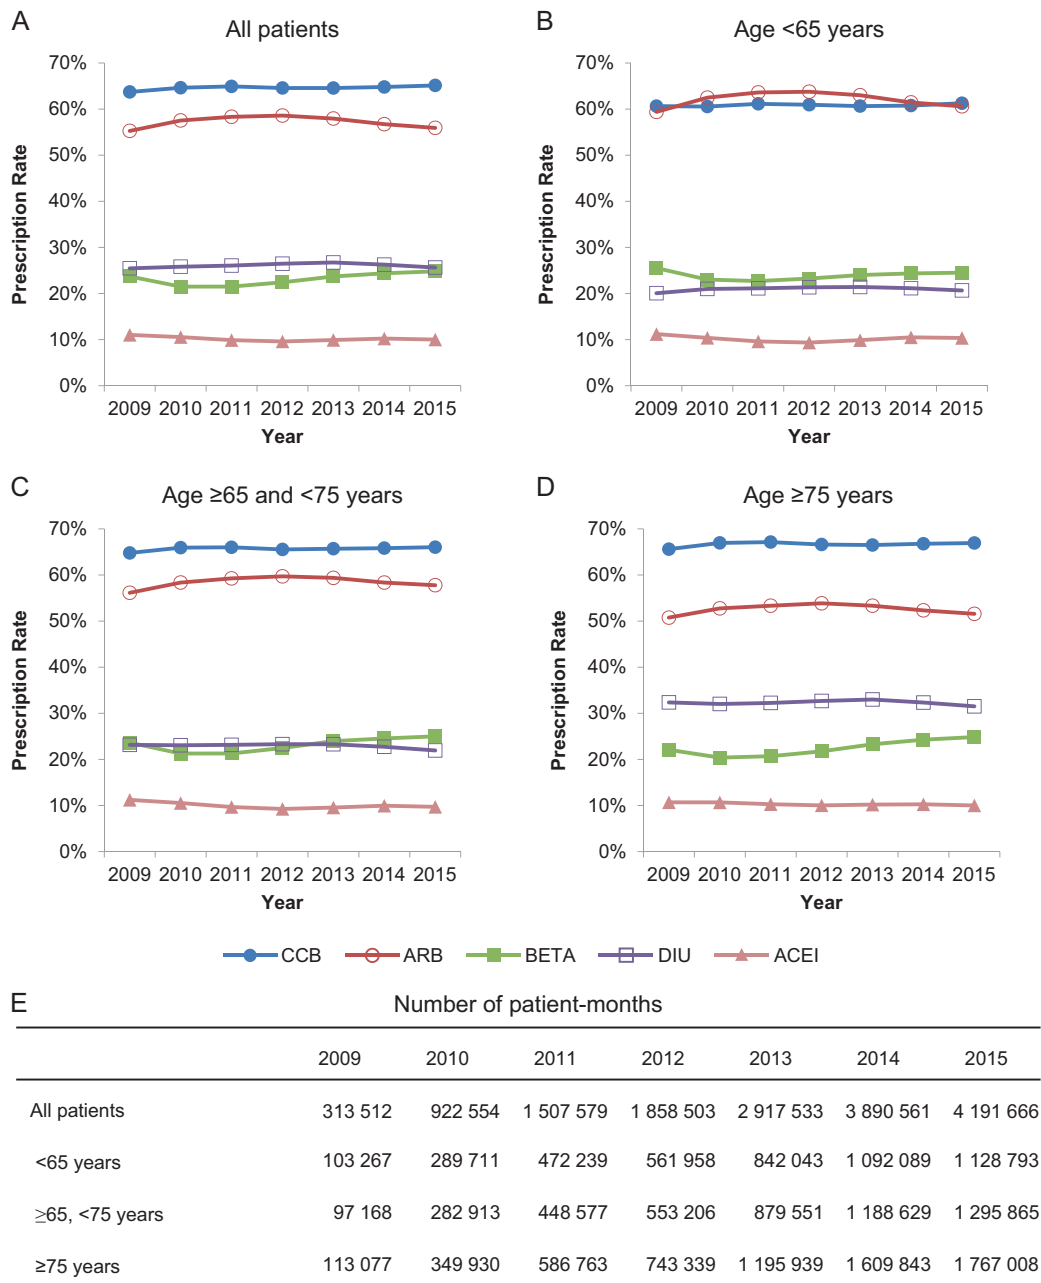 A
All patients
70%
60%
50%
40%
30%
20%
10%
0%
Prescription Rate
2009 2010 2011 2012 2013 2014 2015
Year
B
Age <65 years
70%
60%
50%
40%
30%
20%
10%
0%
Prescription Rate
2009 2010 2011 2012 2013 2014 2015
Year
C
Age ≥65 and <75 years
70%
60%
50%
40%
30%
20%
10%
0%
Prescription Rate
2009 2010 2011 2012 2013 2014 2015
Year
D
Age ≥75 years
70%
60%
50%
40%
30%
20%
10%
0%
Prescription Rate
2009 2010 2011 2012 2013 2014 2015
Year
CCB ARB BETA DIU ACEI
E
Number of patient-months
2009 2010 2011 2012 2013 2014 2015
All patients 313 512 922 554 1 507 579 1 858 503 2 917 533 3 890 561 4 191 666
<65 years 103 267 289 711 472 239 561 958 842 043 1 092 089 1 128 793
≥65, <75 years 97 168 282 913 448 577 553 206 879 551 1 188 629 1 295 865
≥75 years 113 077 349 930 586 763 743 339 1 195 939 1 609 843 1 767 008